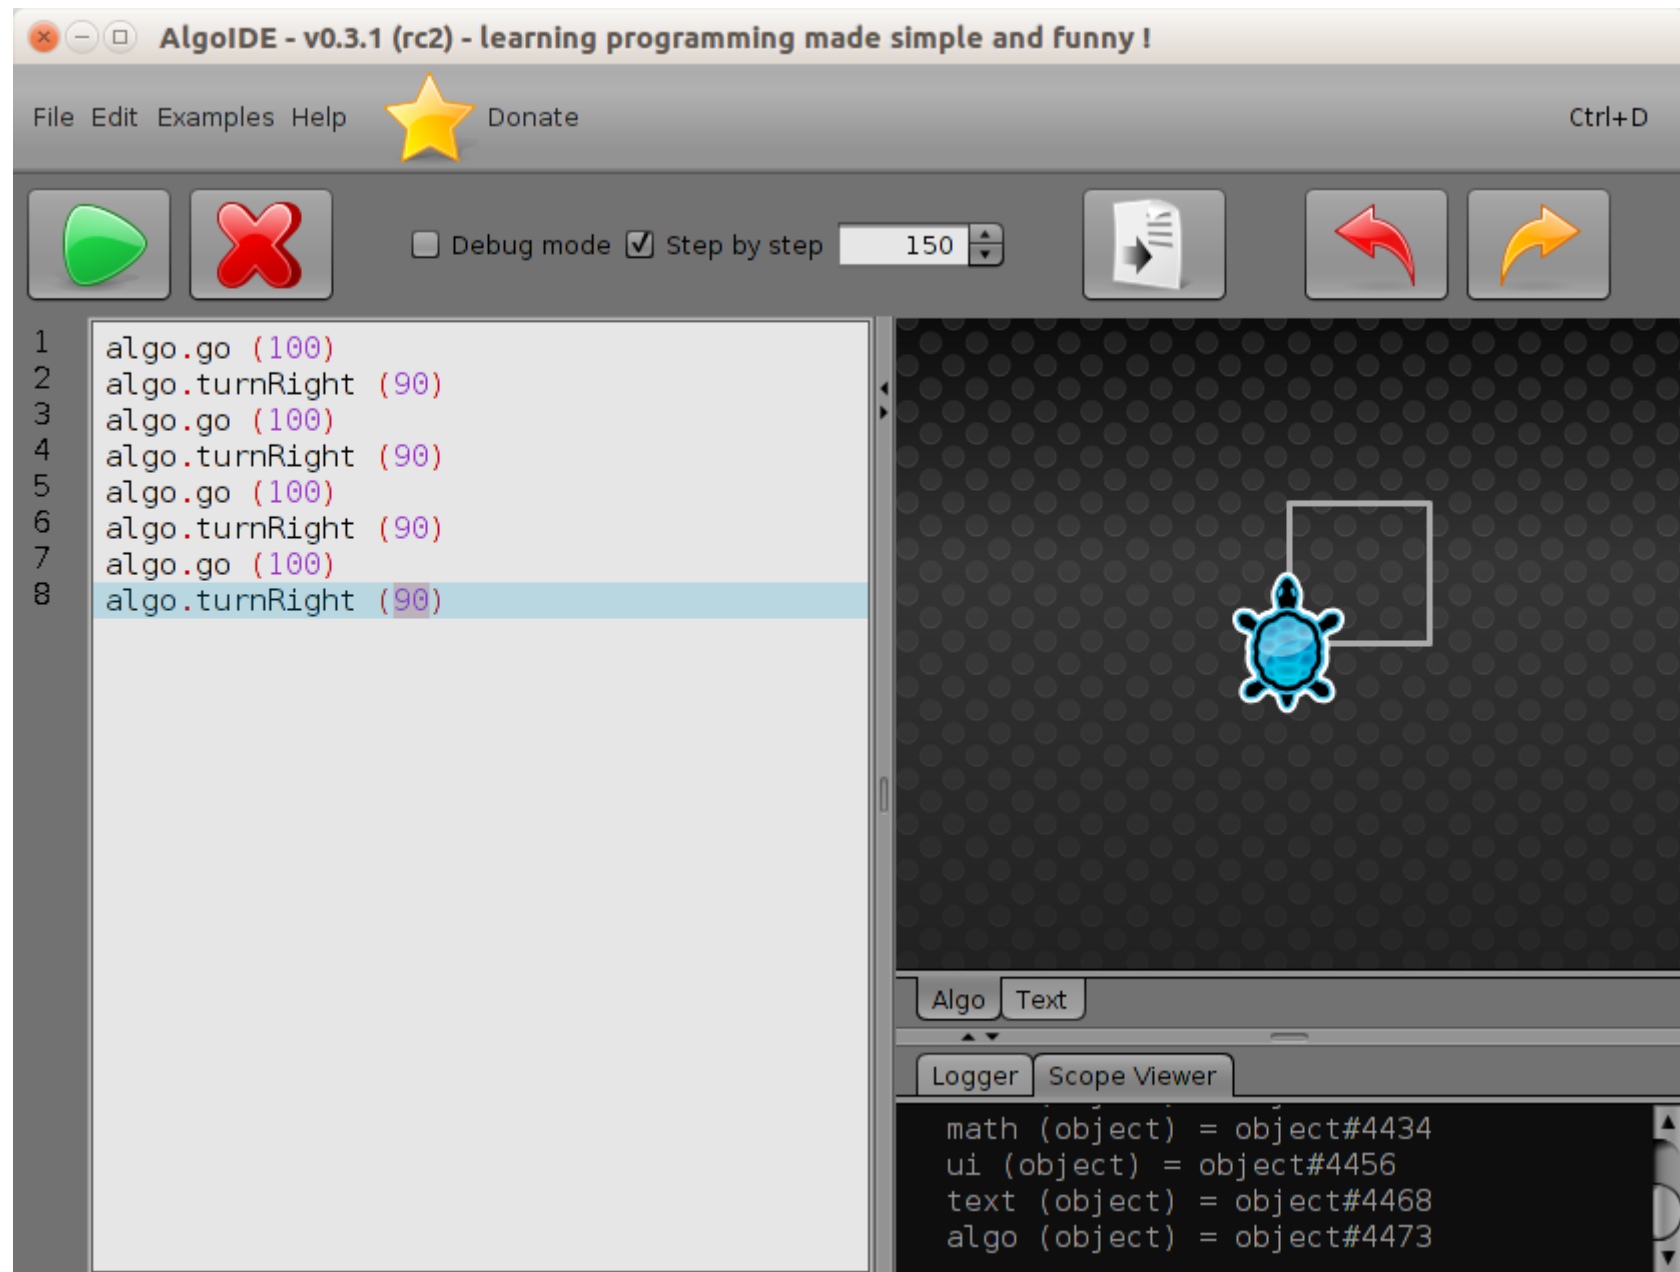 AlgoIDE - v0.3.1 (rc2) - learning programming made simple and funny !
File Edit Examples Help Donate Ctrl+D
Debug mode Step by step 150
1 algo.go (100)
2 algo.turnRight (90)
3 algo.go (100)
4 algo.turnRight (90)
5 algo.go (100)
6 algo.turnRight (90)
7 algo.go (100)
8 algo.turnRight (90)
Algo Text
Logger Scope Viewer
math (object) = object#4434
ui (object) = object#4456
text (object) = object#4468
algo (object) = object#4473